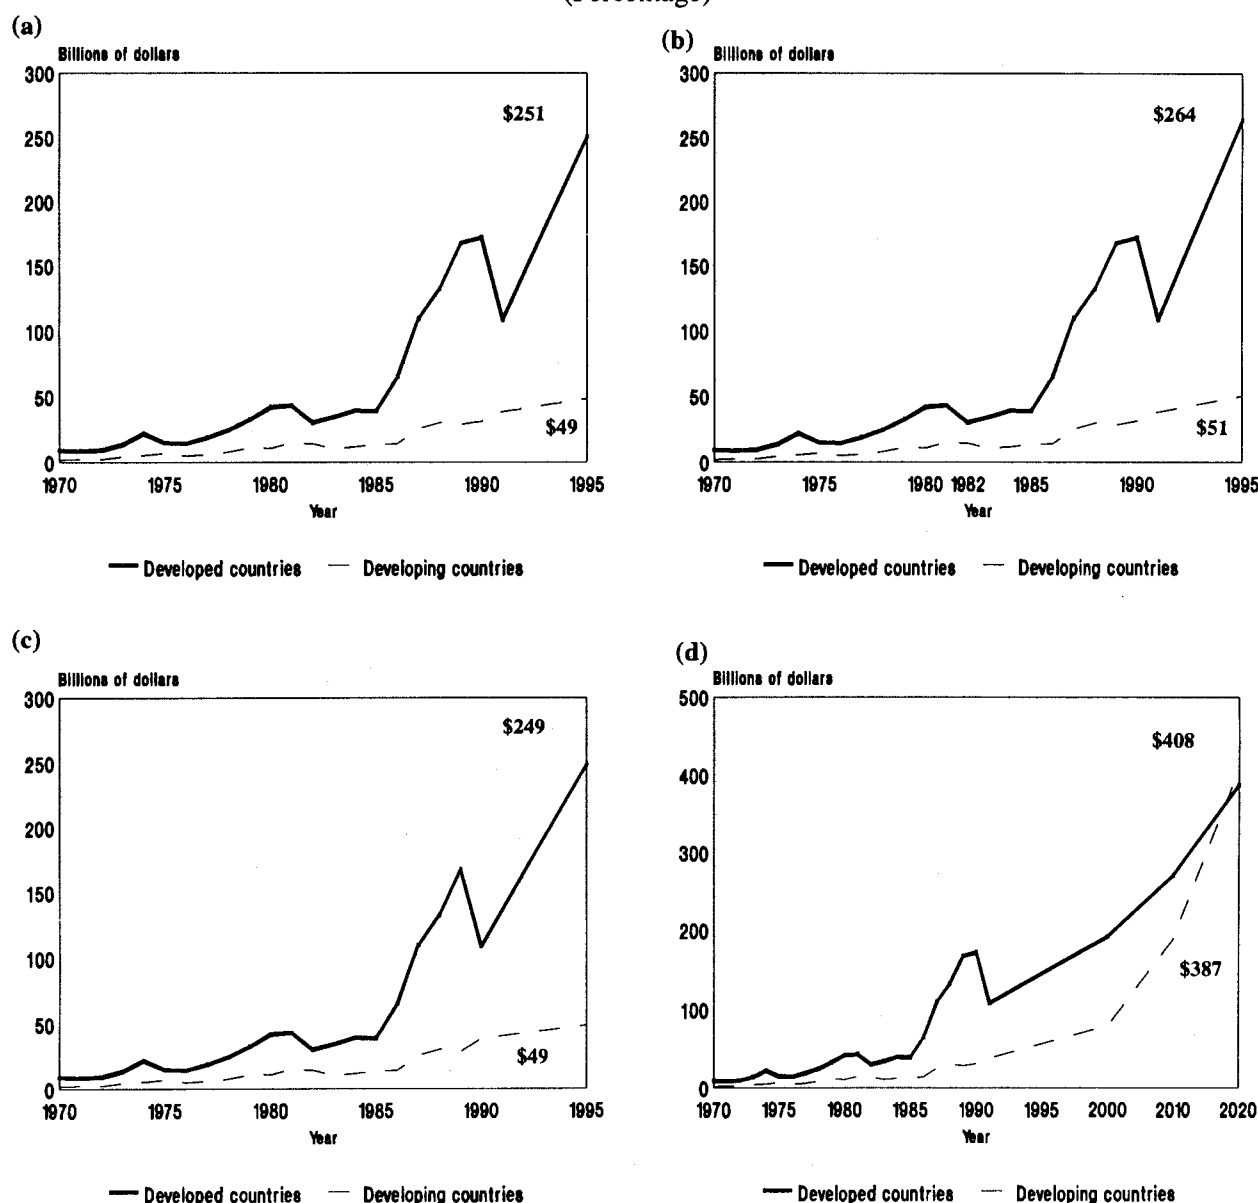 (Percentage)
(a)
Billions of dollars
300
250
200
150
100
50
0
$251
$49
1970 1975 1980 1985 1990 1995
Year
Developed countries Developing countries
(b)
Billions of dollars
300
250
200
150
100
50
0
$264
$51
1970 1975 1980 1982 1985 1990 1995
Year
Developed countries Developing countries
(c)
Billions of dollars
300
250
200
150
100
50
0
$249
$49
1970 1975 1980 1985 1990 1995
Year
Developed countries Developing countries
(d)
Billions of dollars
500
400
300
200
100
0
$408
$387
1970 1975 1980 1985 1990 1995 2000 2010 2020
Year
Developed countries Developing countries